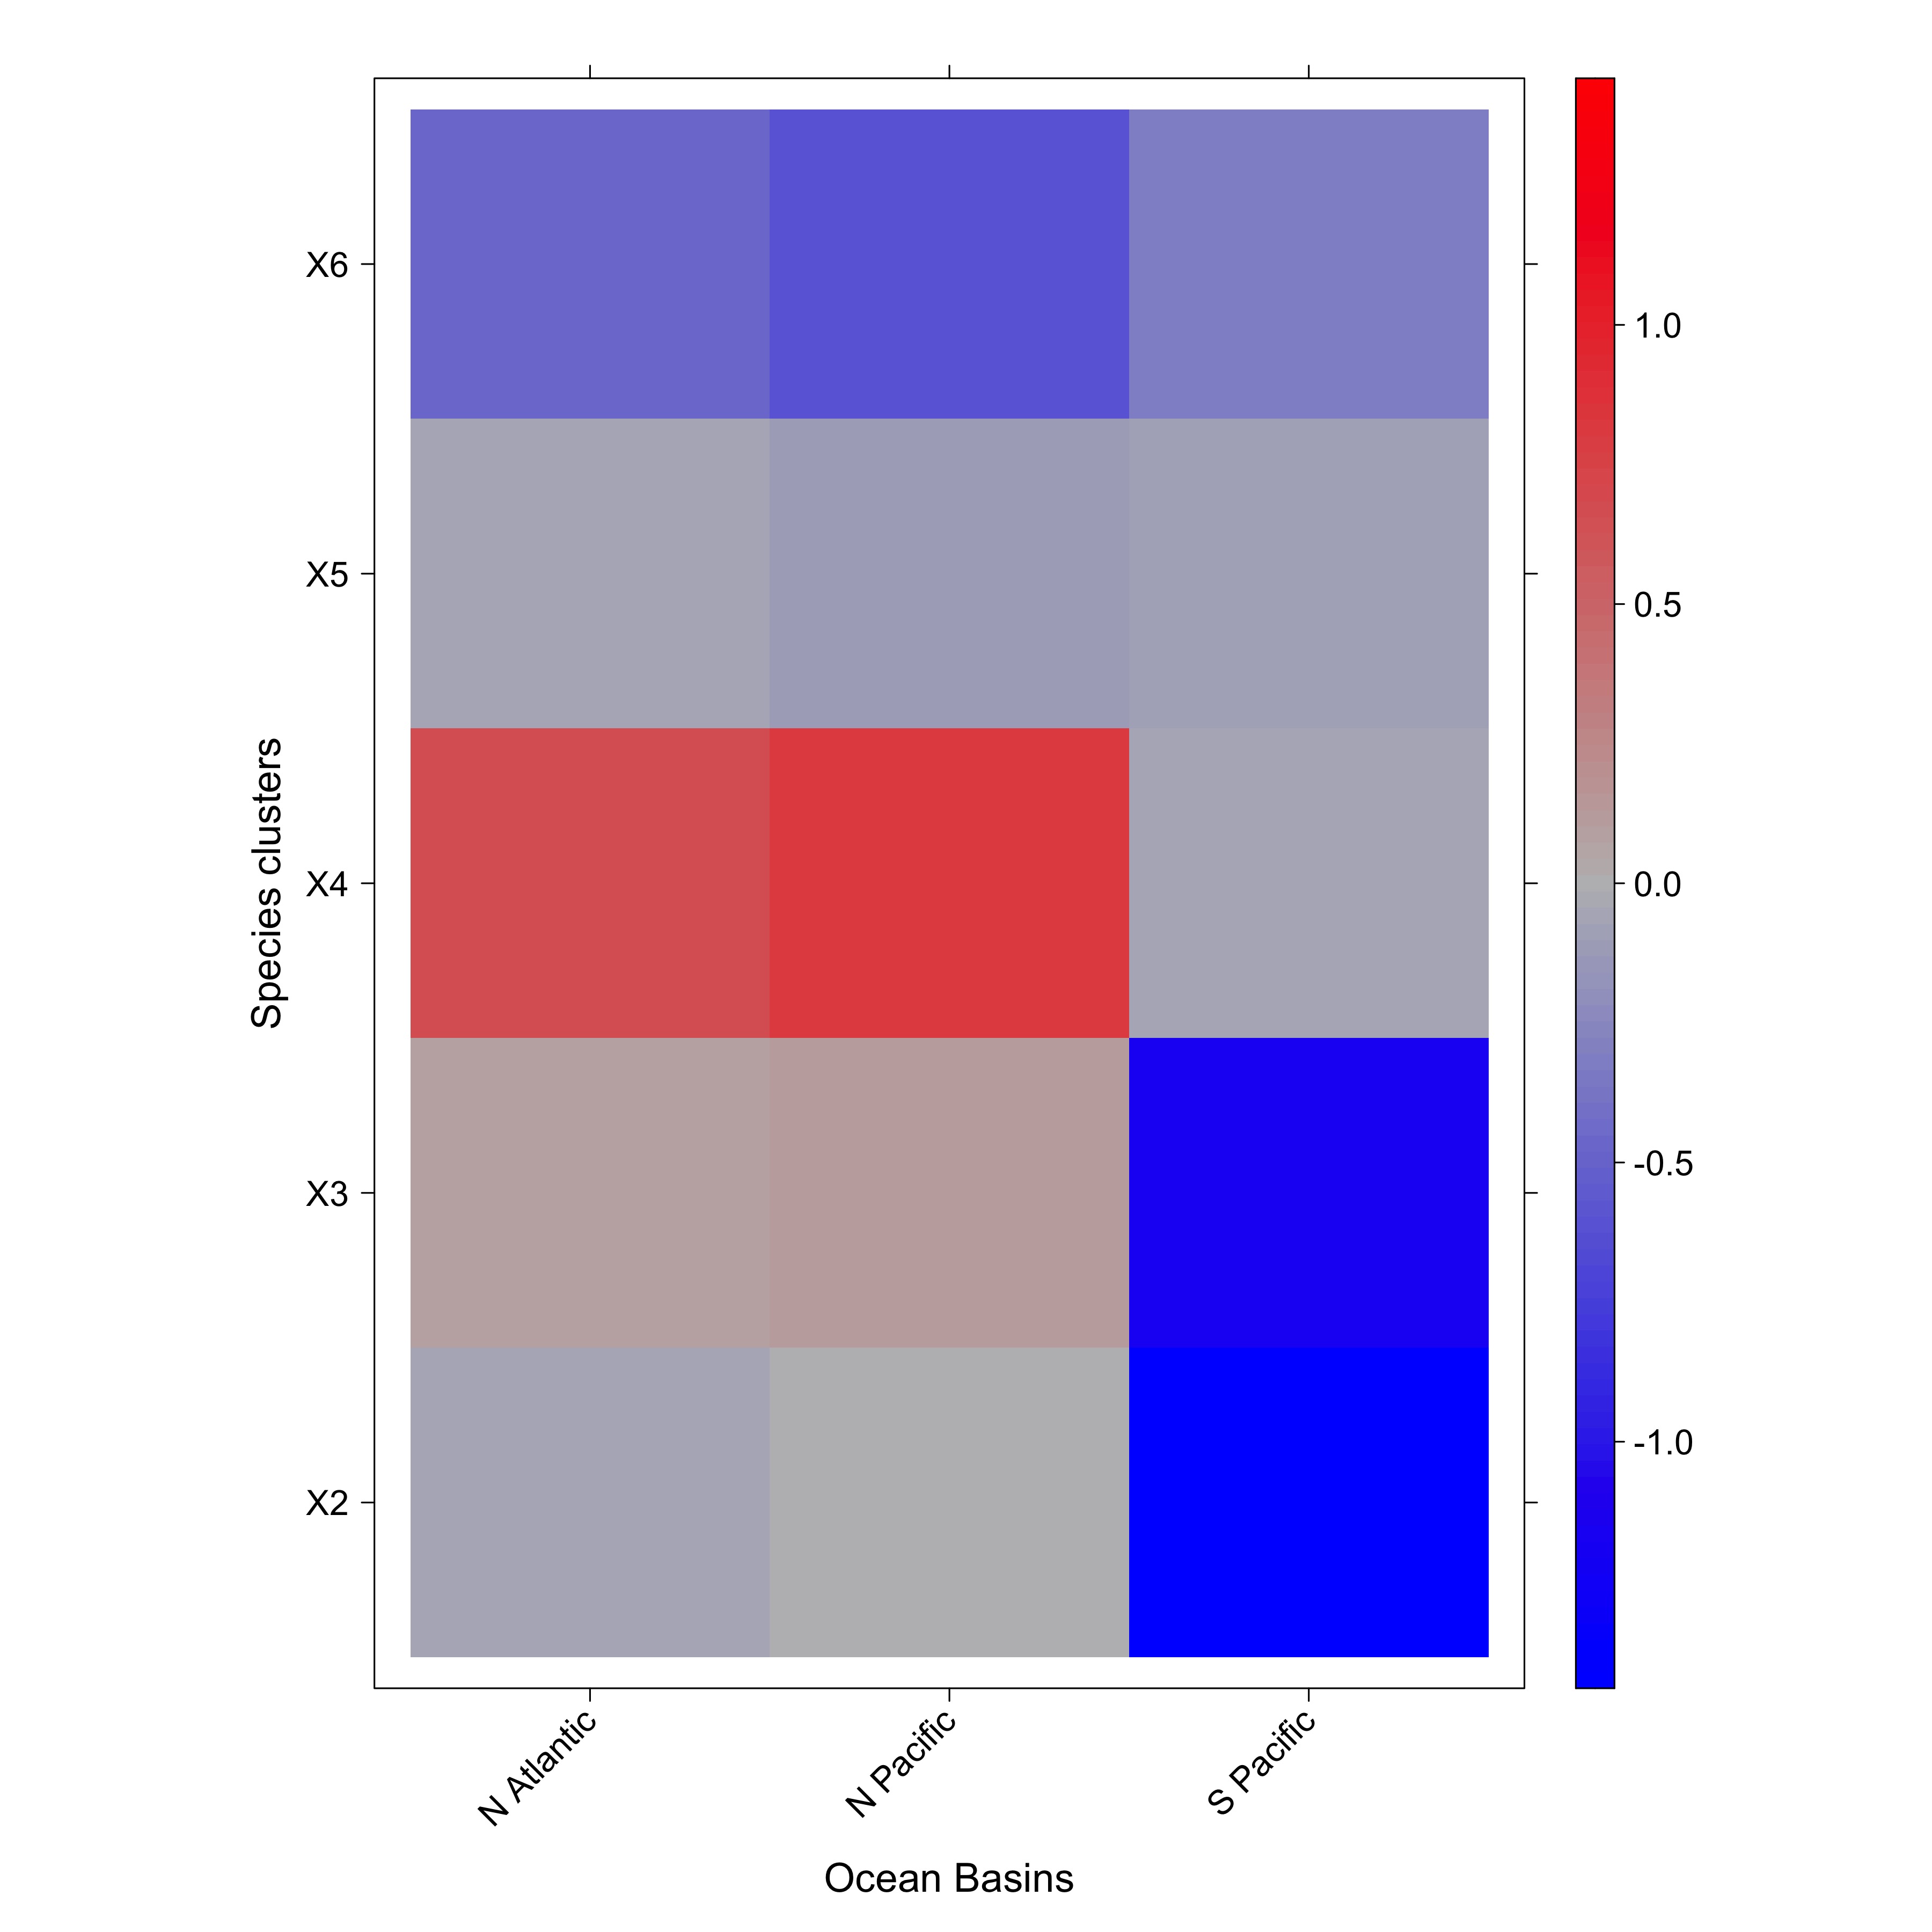 Species clusters
X6
X5
X4
X3
X2
N Atlantic
N Pacific
S Pacific
Ocean Basins
1.0
0.5
0.0
-0.5
-1.0